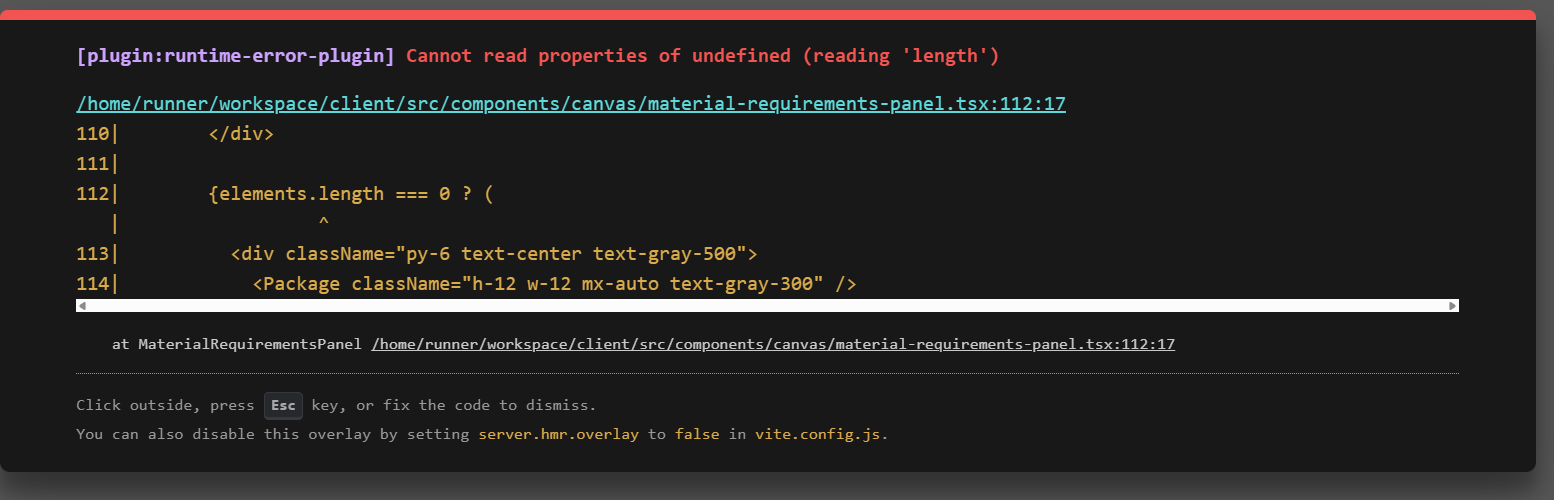 [plugin:runtime-error-plugin] Cannot read properties of undefined (reading 'length')
/home/runner/workspace/client/src/components/canvas/material-requirements-panel.tsx:112:17
110|        </div>
111|
112|        {elements.length === 0 ? (
   |                  ^
113|          <div className="py-6 text-center text-gray-500">
114|            <Package className="h-12 w-12 mx-auto text-gray-300" />
at MaterialRequirementsPanel /home/runner/workspace/client/src/components/canvas/material-requirements-panel.tsx:112:17
Click outside, press Esc key, or fix the code to dismiss.
You can also disable this overlay by setting server.hmr.overlay to false in vite.config.js.